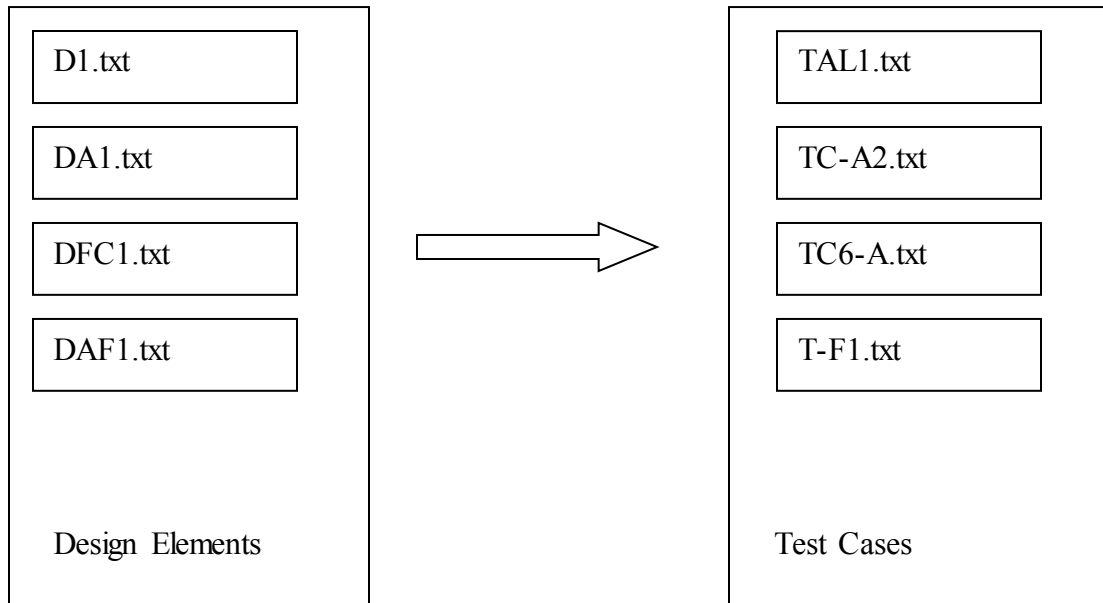 D1.txt
DA1.txt
DFC1.txt
DAF1.txt
Design Elements
TAL1.txt
TC-A2.txt
TC6-A.txt
T-F1.txt
Test Cases